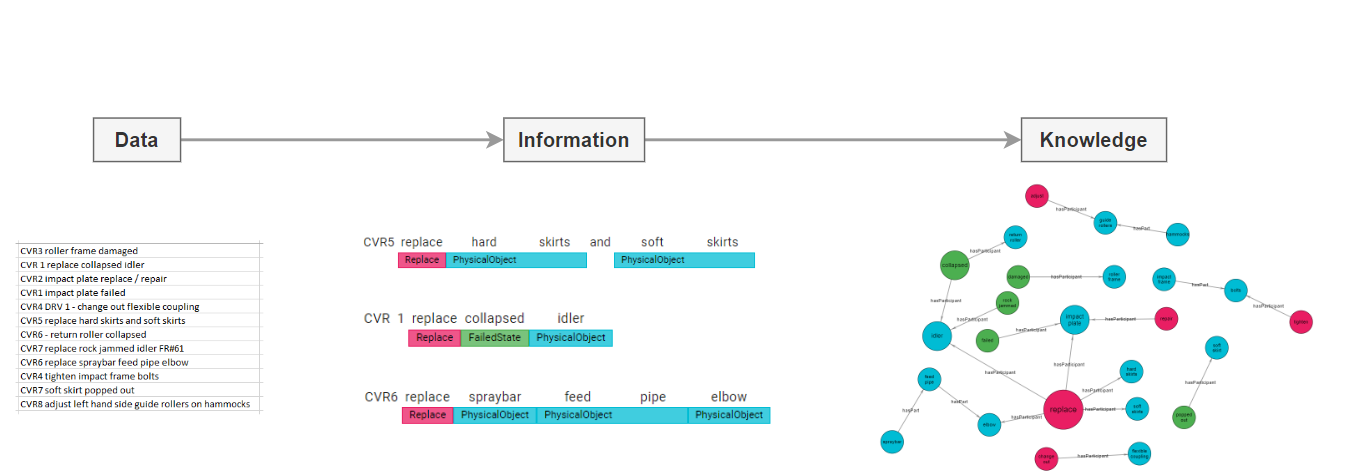 Data
Information
Knowledge
CVR3 roller frame damaged
CVR 1 replace collapsed idler
CVR2 impact plate replace / repair
CVR1 impact plate failed
CVR4 DRV 1 - change out flexible coupling
CVR5 replace hard skirts and soft skirts
CVR6 - return roller collapsed
CVR7 replace rock jammed idler FR#61
CVR6 replace spraybar feed pipe elbow
CVR4 tighten impact frame bolts
CVR7 soft skirt popped out
CVR8 adjust left hand side guide rollers on hammocks
CVR5 replace hard skirts and soft skirts
Replace PhysicalObject PhysicalObject
CVR 1 replace collapsed idler
Replace FailedState PhysicalObject
CVR6 replace spraybar feed pipe elbow
Replace PhysicalObject PhysicalObject PhysicalObject
adjust
hasParticipant
guide
rollers
hasPart
hammocks
return
roller
hasParticipant
collapsed
damaged
hasParticipant
roller
frame
impact
frame
hasPart
bolts
hasPart
tighten
hasParticipant
rock
jammed
hasParticipant
idler
failed
hasParticipant
impact
plate
hasParticipant
repair
hasParticipant
hasParticipant
soft
skirt
hasParticipant
popped
out
feed
pipe
hasPart
hasPart
spraybar
elbow
hasParticipant
replace
hasParticipant
hard
skirts
hasParticipant
soft
skirts
change
out
hasParticipant
flexible
coupling